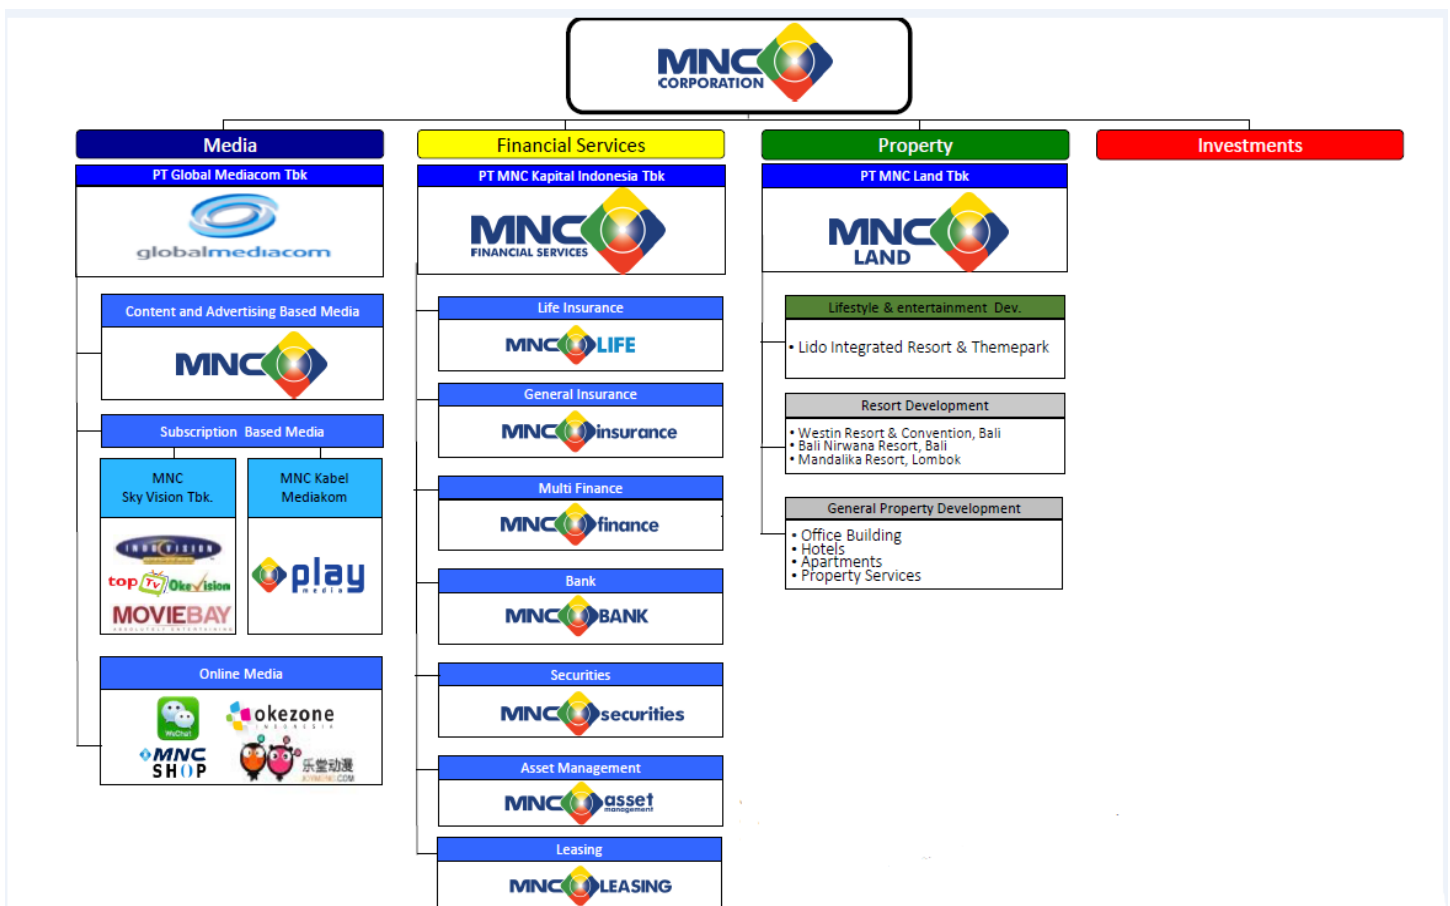 MNC
CORPORATION
Media
PT Global Mediacom Tbk
globalmediacom
Content and Advertising Based Media
MNC
Subscription Based Media
MNC
Sky Vision Tbk.
INDOVISION
top TV Okevision
MOVIEBAY
MNC Kabel
Mediakom
play
media
Online Media
WeChat
okezone
INDONESIA
MNC
SHOP
乐堂动漫
Financial Services
PT MNC Kapital Indonesia Tbk
MNC
FINANCIAL SERVICES
Life Insurance
MNC LIFE
General Insurance
MNC insurance
Multi Finance
MNC finance
Bank
MNC BANK
Securities
MNC securities
Asset Management
MNC asset
management
Leasing
MNC LEASING
Property
PT MNC Land Tbk
MNC
LAND
Lifestyle & entertainment Dev.
• Lido Integrated Resort & Themepark
Resort Development
• Westin Resort & Convention, Bali
• Bali Nirwana Resort, Bali
• Mandalika Resort, Lombok
General Property Development
• Office Building
• Hotels
• Apartments
• Property Services
Investments